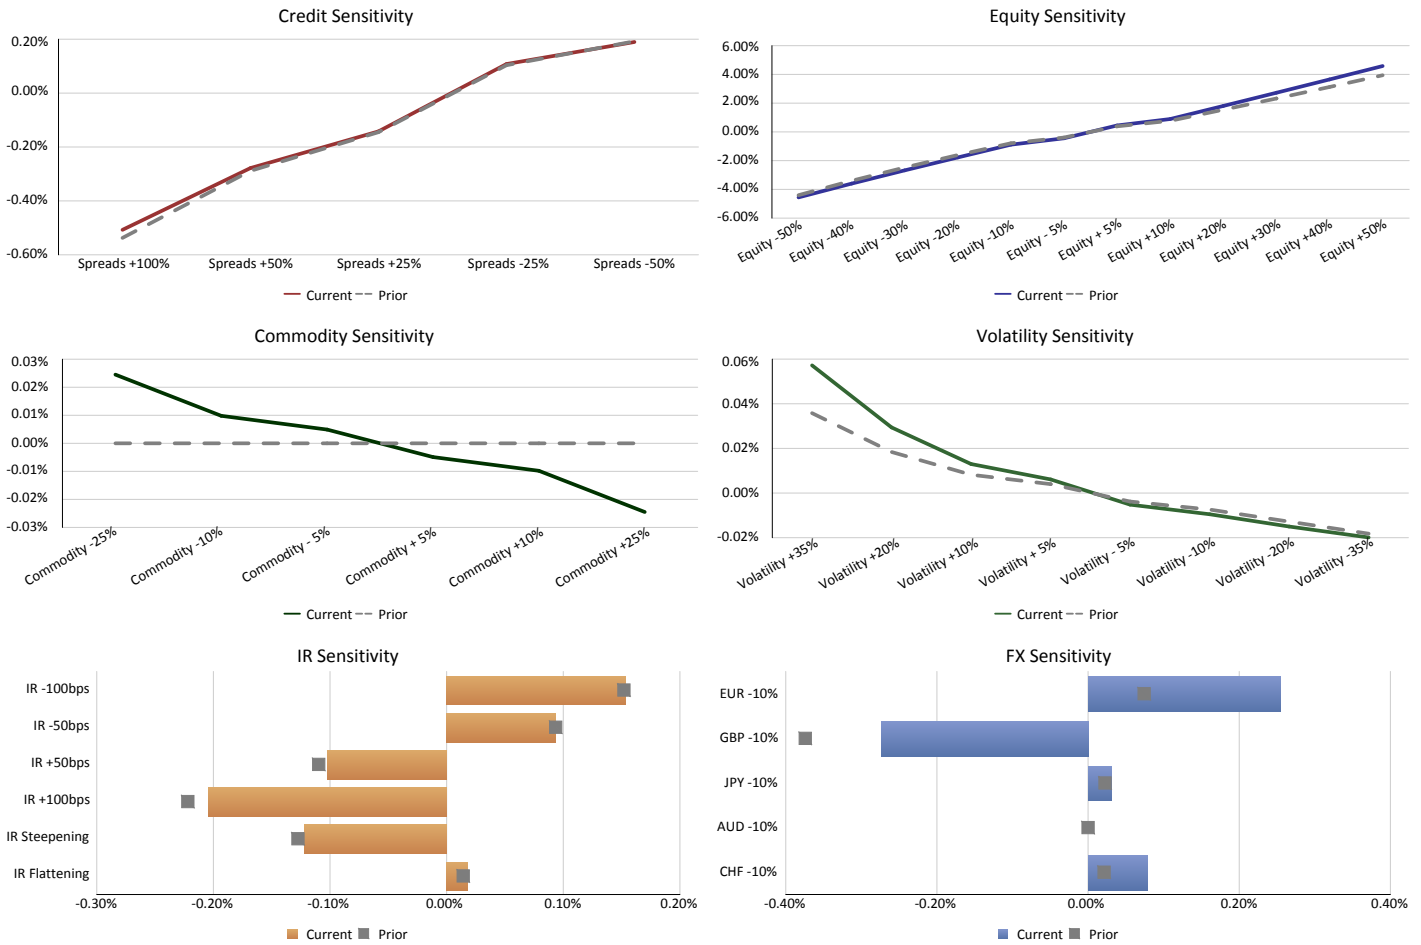 Credit Sensitivity
0.20%
0.00%
-0.20%
-0.40%
-0.60%
Spreads +100% Spreads +50% Spreads +25% Spreads -25% Spreads -50%
Current Prior
Equity Sensitivity
6.00%
4.00%
2.00%
0.00%
-2.00%
-4.00%
-6.00%
Equity -50% Equity -40% Equity -30% Equity -20% Equity -10% Equity - 5% Equity + 5% Equity +10% Equity +20% Equity +30% Equity +40% Equity +50%
Current Prior
Commodity Sensitivity
0.03%
0.02%
0.01%
0.00%
-0.01%
-0.02%
-0.03%
Commodity -25% Commodity -10% Commodity - 5% Commodity + 5% Commodity +10% Commodity +25%
Current Prior
Volatility Sensitivity
0.06%
0.04%
0.02%
0.00%
-0.02%
Volatility +35% Volatility +20% Volatility +10% Volatility + 5% Volatility - 5% Volatility -10% Volatility -20% Volatility -35%
Current Prior
IR Sensitivity
IR -100bps
IR -50bps
IR +50bps
IR +100bps
IR Steepening
IR Flattening
-0.30% -0.20% -0.10% 0.00% 0.10% 0.20%
Current Prior
FX Sensitivity
EUR -10%
GBP -10%
JPY -10%
AUD -10%
CHF -10%
-0.40% -0.20% 0.00% 0.20% 0.40%
Current Prior